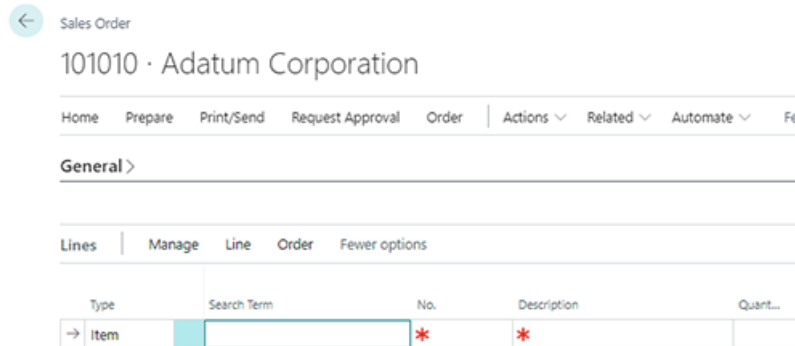 Sales Order
101010 · Adatum Corporation
Home Prepare Print/Send Request Approval Order Actions Related Automate Fe
General
Lines Manage Line Order Fewer options
Type Search Term No. Description Quant...
Item * *